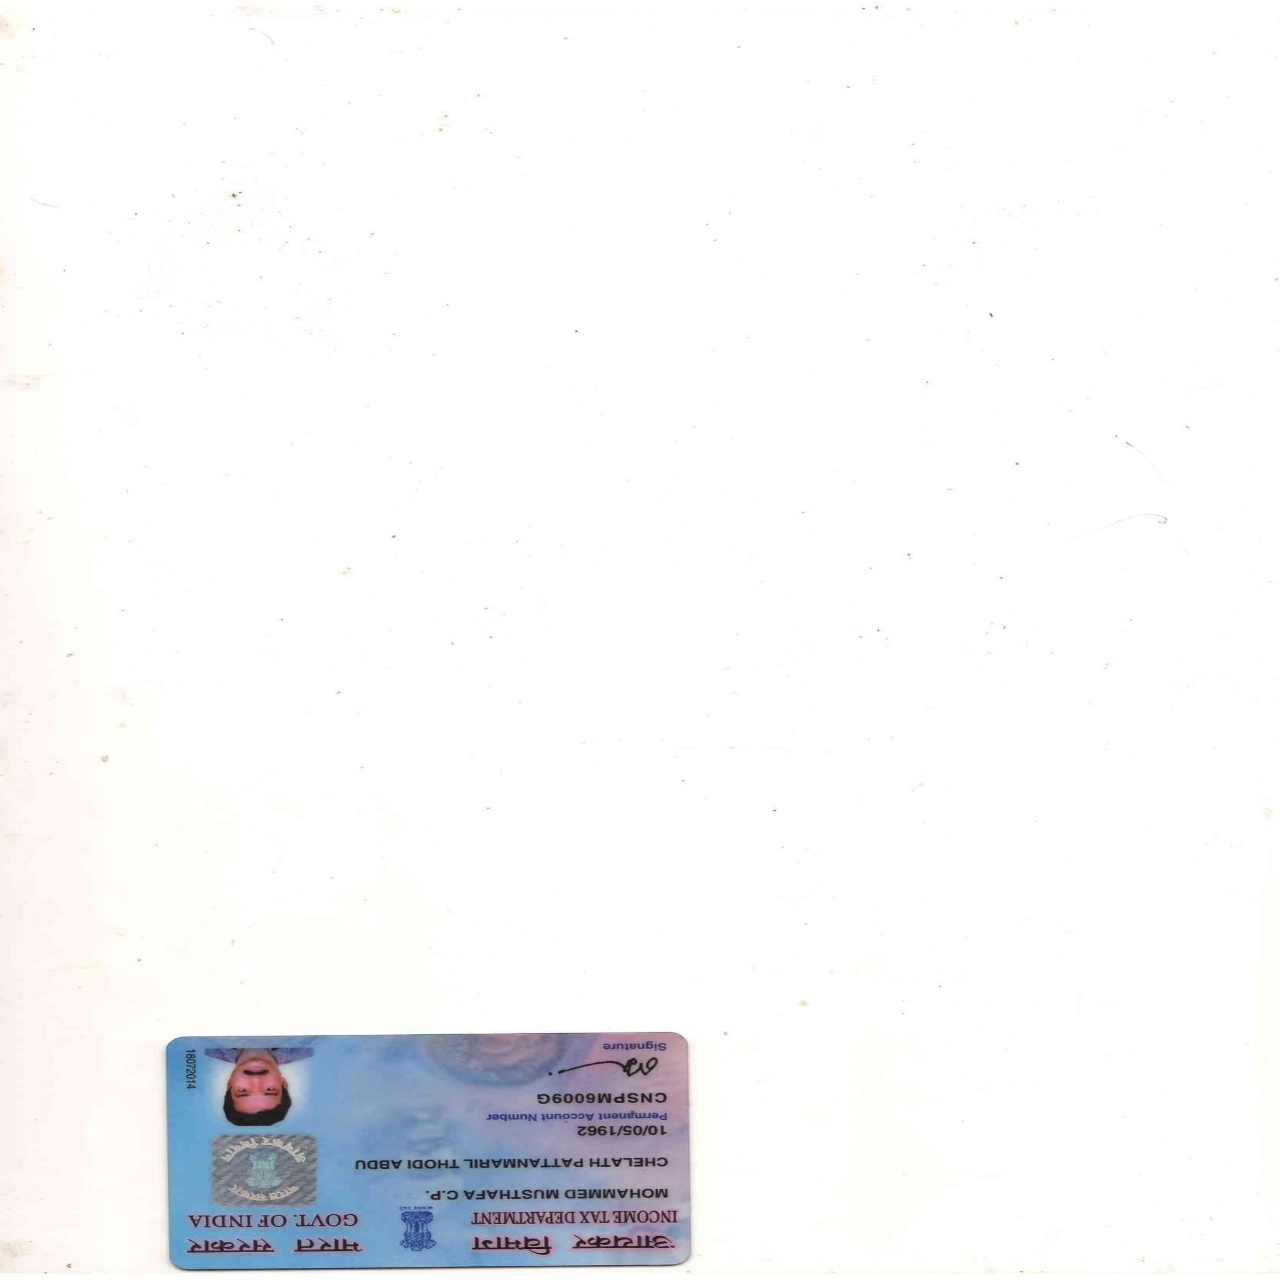 आयकर विभाग
INCOME TAX DEPARTMENT
भारत सरकार
GOVT. OF INDIA
MOHAMMED MUSTHAFA C.P.
CHELATH PATTANMARIL THODI ABDU
10/05/1962
Permanent Account Number
CNSPM6009G
Signature
18072014